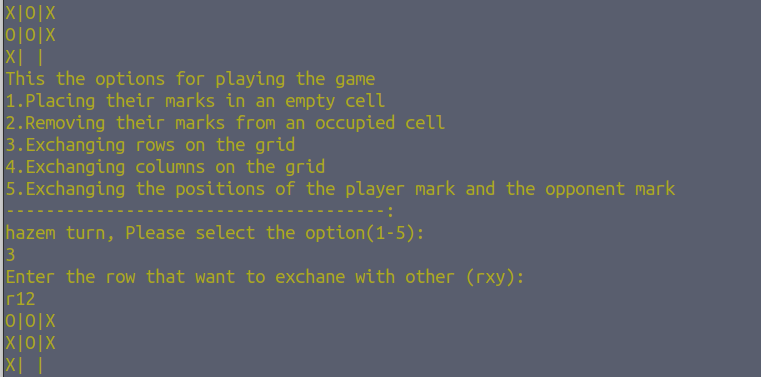 X|O|X
O|O|X
X| |
This the options for playing the game
1.Placing their marks in an empty cell
2.Removing their marks from an occupied cell
3.Exchanging rows on the grid
4.Exchanging columns on the grid
5.Exchanging the positions of the player mark and the opponent mark
--------------------------------------:
hazem turn, Please select the option(1-5):
3
Enter the row that want to exchane with other (rxy):
r12
O|O|X
X|O|X
X| |